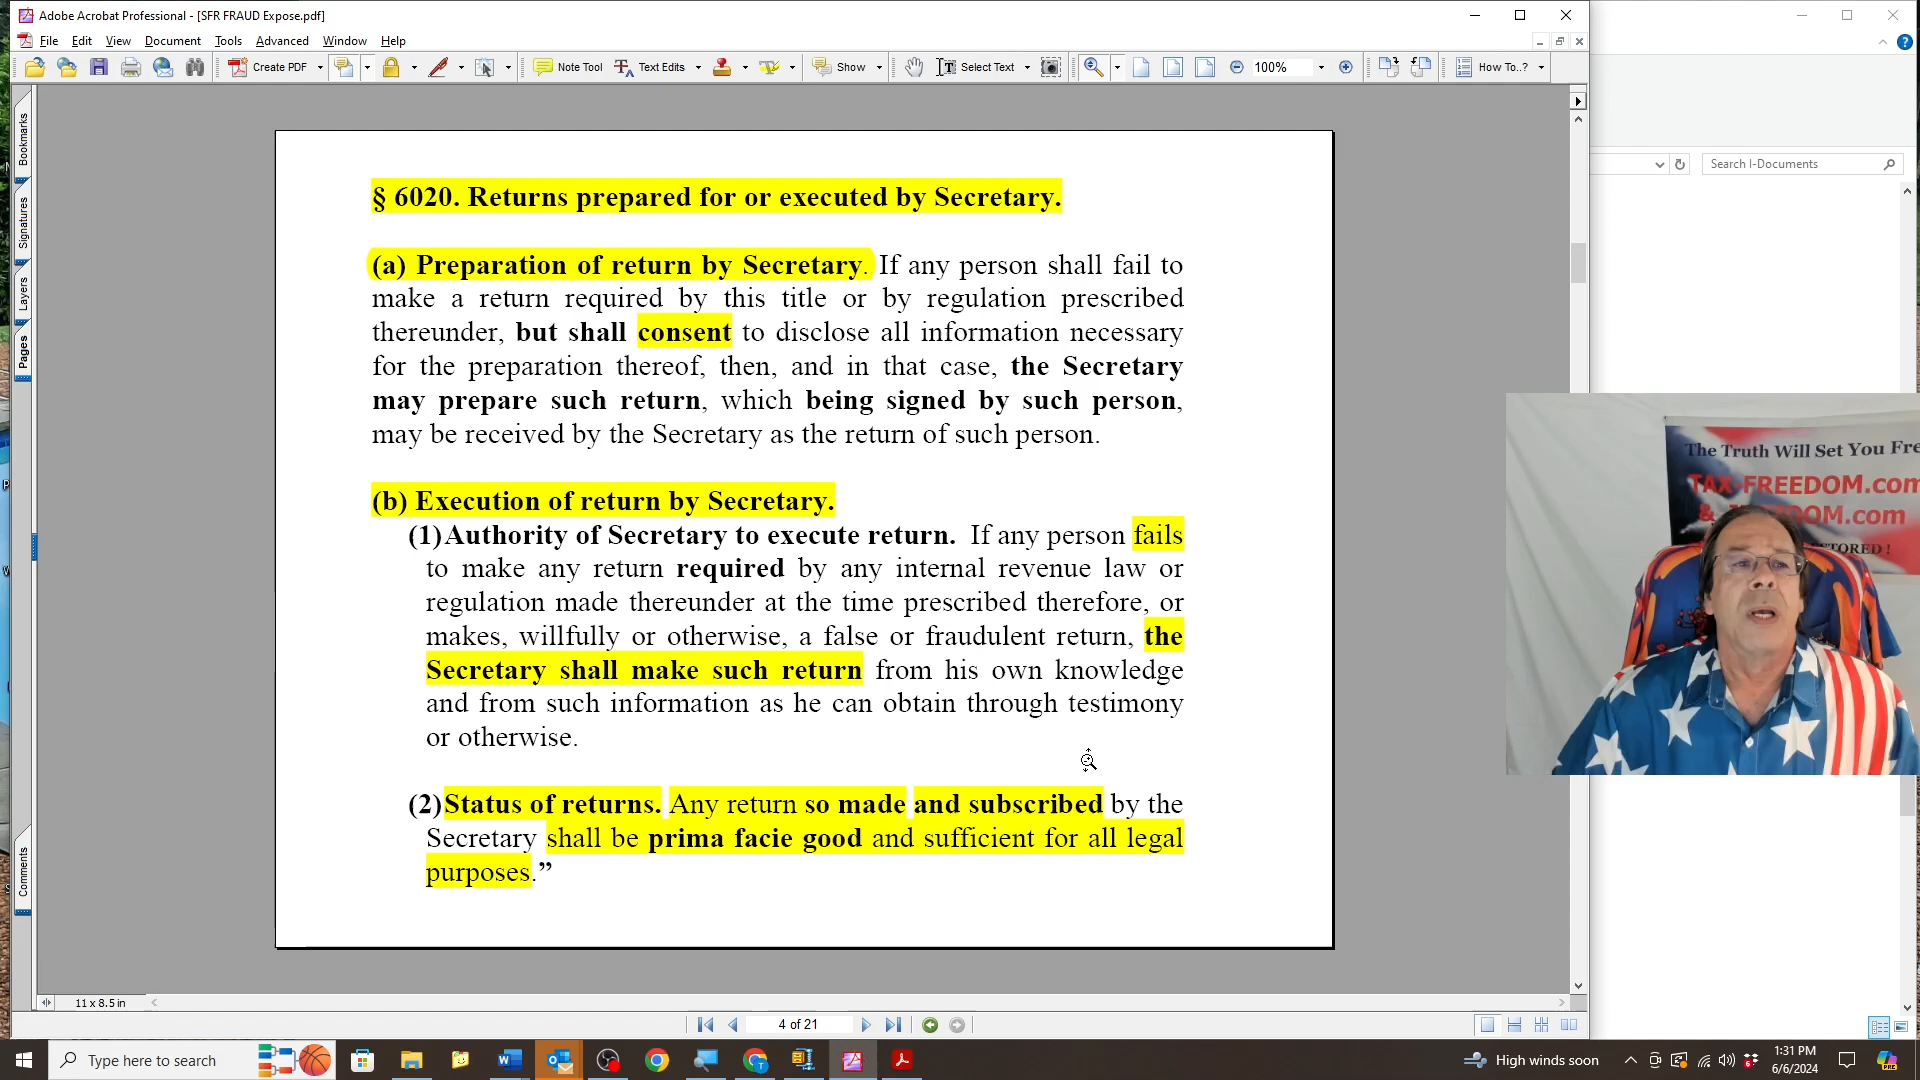 Adobe Acrobat Professional - [SFR FRAUD Expose.pdf]
File Edit View Document Tools Advanced Window Help
Create PDF Note Tool Text Edits Show Select Text 100% How To..?
Search I-Documents
Bookmarks
Signatures
Layers
Pages
Comments
§ 6020. Returns prepared for or executed by Secretary.
(a) Preparation of return by Secretary. If any person shall fail to
make a return required by this title or by regulation prescribed
thereunder, but shall consent to disclose all information necessary
for the preparation thereof, then, and in that case, the Secretary
may prepare such return, which being signed by such person,
may be received by the Secretary as the return of such person.
(b) Execution of return by Secretary.
(1)Authority of Secretary to execute return. If any person fails
to make any return required by any internal revenue law or
regulation made thereunder at the time prescribed therefore, or
makes, willfully or otherwise, a false or fraudulent return, the
Secretary shall make such return from his own knowledge
and from such information as he can obtain through testimony
or otherwise.
(2)Status of returns. Any return so made and subscribed by the
Secretary shall be prima facie good and sufficient for all legal
purposes.”
The Truth Will Set You Fre
TAX-FREEDOM.com
&
OM.com
STORED !
11 x 8.5 in
4 of 21
Type here to search
High winds soon
1:31 PM
6/6/2024